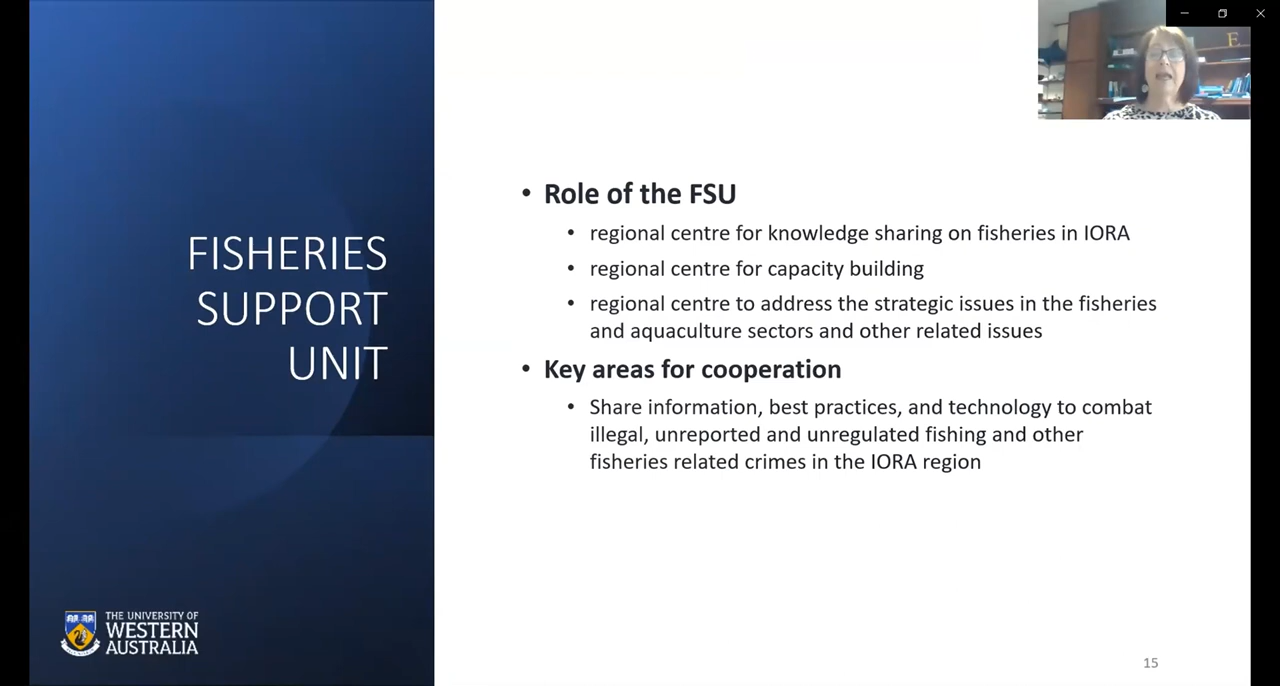 E
FISHERIES
SUPPORT
UNIT
• Role of the FSU
• regional centre for knowledge sharing on fisheries in IORA
• regional centre for capacity building
• regional centre to address the strategic issues in the fisheries
and aquaculture sectors and other related issues
• Key areas for cooperation
• Share information, best practices, and technology to combat
illegal, unreported and unregulated fishing and other
fisheries related crimes in the IORA region
THE UNIVERSITY OF
WESTERN
AUSTRALIA
15